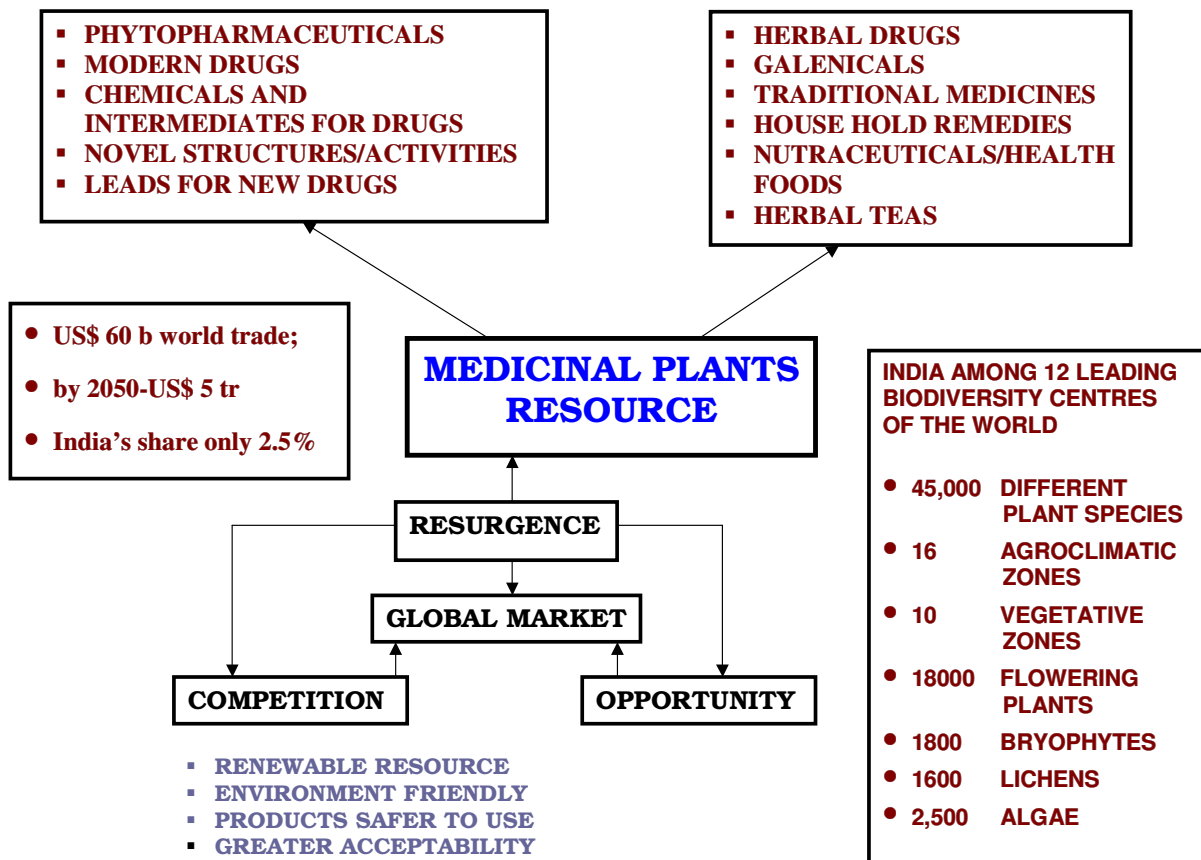 ▪ PHYTOPHARMACEUTICALS
▪ MODERN DRUGS
▪ CHEMICALS AND
INTERMEDIATES FOR DRUGS
▪ NOVEL STRUCTURES/ACTIVITIES
▪ LEADS FOR NEW DRUGS
▪ HERBAL DRUGS
▪ GALENICALS
▪ TRADITIONAL MEDICINES
▪ HOUSE HOLD REMEDIES
▪ NUTRACEUTICALS/HEALTH
FOODS
▪ HERBAL TEAS
• US$ 60 b world trade;
• by 2050-US$ 5 tr
• India's share only 2.5%
MEDICINAL PLANTS
RESOURCE
RESURGENCE
GLOBAL MARKET
COMPETITION
OPPORTUNITY
▪ RENEWABLE RESOURCE
▪ ENVIRONMENT FRIENDLY
▪ PRODUCTS SAFER TO USE
▪ GREATER ACCEPTABILITY
INDIA AMONG 12 LEADING
BIODIVERSITY CENTRES
OF THE WORLD
• 45,000 DIFFERENT
PLANT SPECIES
• 16 AGROCLIMATIC
ZONES
• 10 VEGETATIVE
ZONES
• 18000 FLOWERING
PLANTS
• 1800 BRYOPHYTES
• 1600 LICHENS
• 2,500 ALGAE